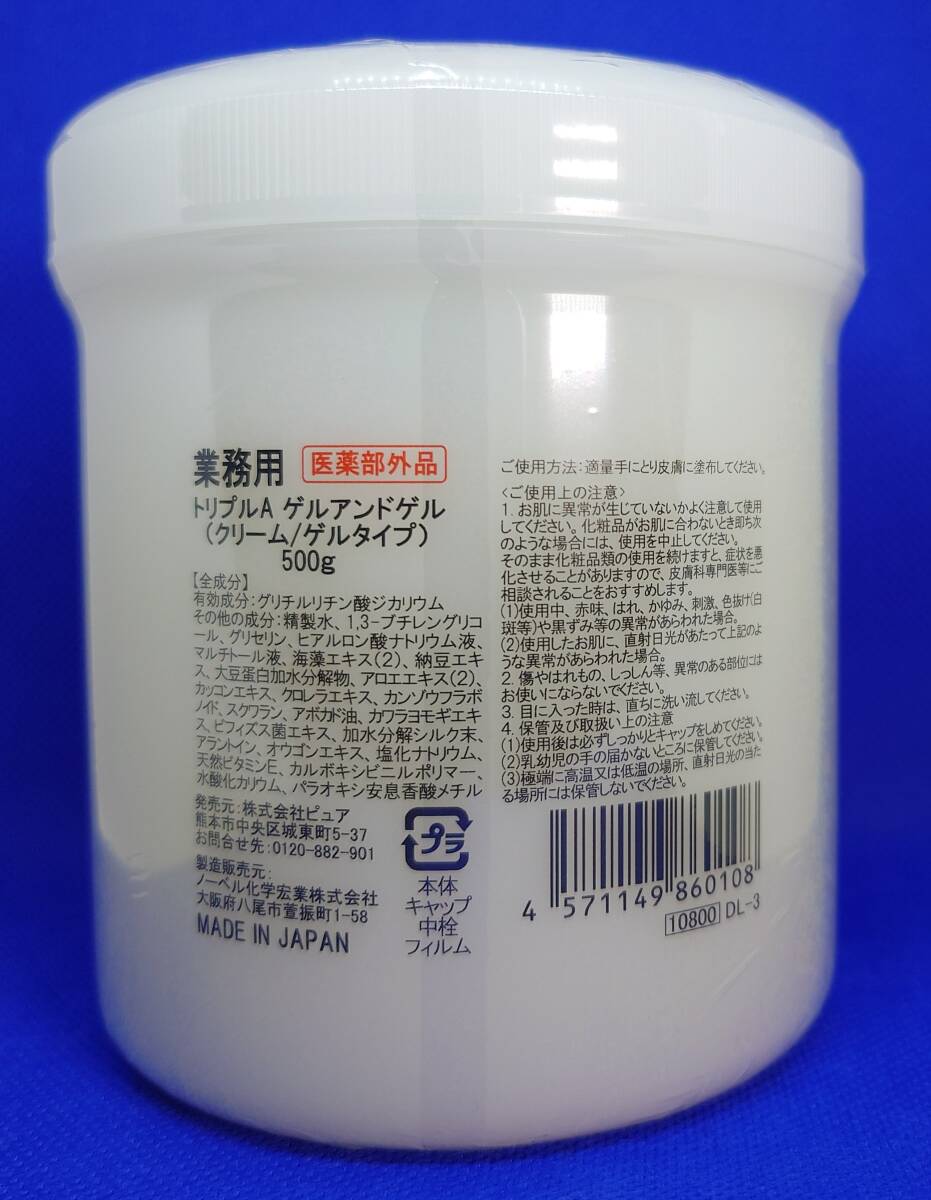 業務用 医薬部外品
トリプルA ゲルアンドゲル
(クリーム/ゲルタイプ)
500g
【全成分】
有効成分:グリチルリチン酸ジカリウム
その他の成分:精製水、1,3-ブチレングリコ
ール、グリセリン、ヒアルロン酸ナトリウム液、
マルチトール液、海藻エキス(2)、納豆エキ
ス、大豆蛋白加水分解物、アロエエキス(2)、
カッコンエキス、クロレラエキス、カンゾウフラボ
ノイド、スクワラン、アボカド油、カワラヨモギエキ
ス、ビフィズス菌エキス、加水分解シルク末、
アラントイン、オウゴンエキス、塩化ナトリウム、
天然ビタミンE、カルボキシビニルポリマー、
水酸化カリウム、パラオキシ安息香酸メチル
発売元:株式会社ピュア
熊本市中央区城東町5-37
お問合せ先:0120-882-901
製造販売元:
ノーベル化学宏業株式会社
大阪府八尾市萱振町1-58
MADE IN JAPAN
プラ
本体
キャップ
中栓
フィルム
ご使用方法:適量手にとり皮膚に塗布してください。
<ご使用上の注意>
1. お肌に異常が生じていないかよく注意して使用
してください。化粧品がお肌に合わないとき即ち次
のような場合には、使用を中止してください。
そのまま化粧品類の使用を続けますと、症状を悪
化させることがありますので、皮膚科専門医等にご
相談されることをおすすめします。
(1)使用中、赤味、はれ、かゆみ、刺激、色抜け(白
斑等)や黒ずみ等の異常があらわれた場合。
(2)使用したお肌に、直射日光があたって上記のよ
うな異常があらわれた場合。
2. 傷やはれもの、しっしん等、異常のある部位には
お使いにならないでください。
3. 目に入った時は、直ちに洗い流してください。
4. 保管及び取扱い上の注意
(1)使用後は必ずしっかりとキャップをしめてください。
(2)乳幼児の手の届かないところに保管してください。
(3)極端に高温又は低温の場所、直射日光の当た
る場所には保管しないでください。
4 571149 860108
10800 DL-3